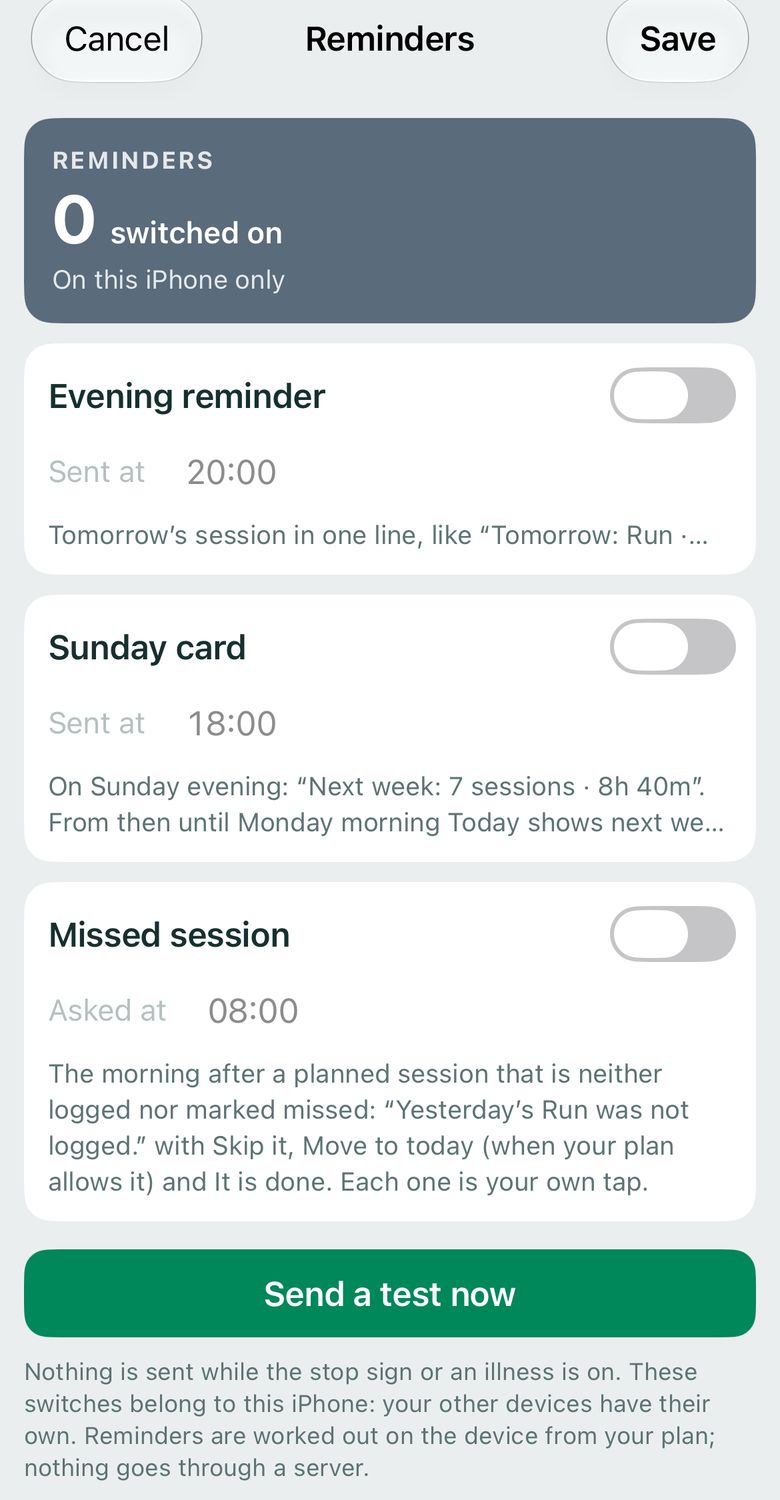 Cancel
Reminders
Save
REMINDERS
0 switched on
On this iPhone only
Evening reminder
Sent at 20:00
Tomorrow’s session in one line, like “Tomorrow: Run ·...
Sunday card
Sent at 18:00
On Sunday evening: “Next week: 7 sessions · 8h 40m”.
From then until Monday morning Today shows next we...
Missed session
Asked at 08:00
The morning after a planned session that is neither
logged nor marked missed: “Yesterday’s Run was not
logged.” with Skip it, Move to today (when your plan
allows it) and It is done. Each one is your own tap.
Send a test now
Nothing is sent while the stop sign or an illness is on. These
switches belong to this iPhone: your other devices have their
own. Reminders are worked out on the device from your plan;
nothing goes through a server.